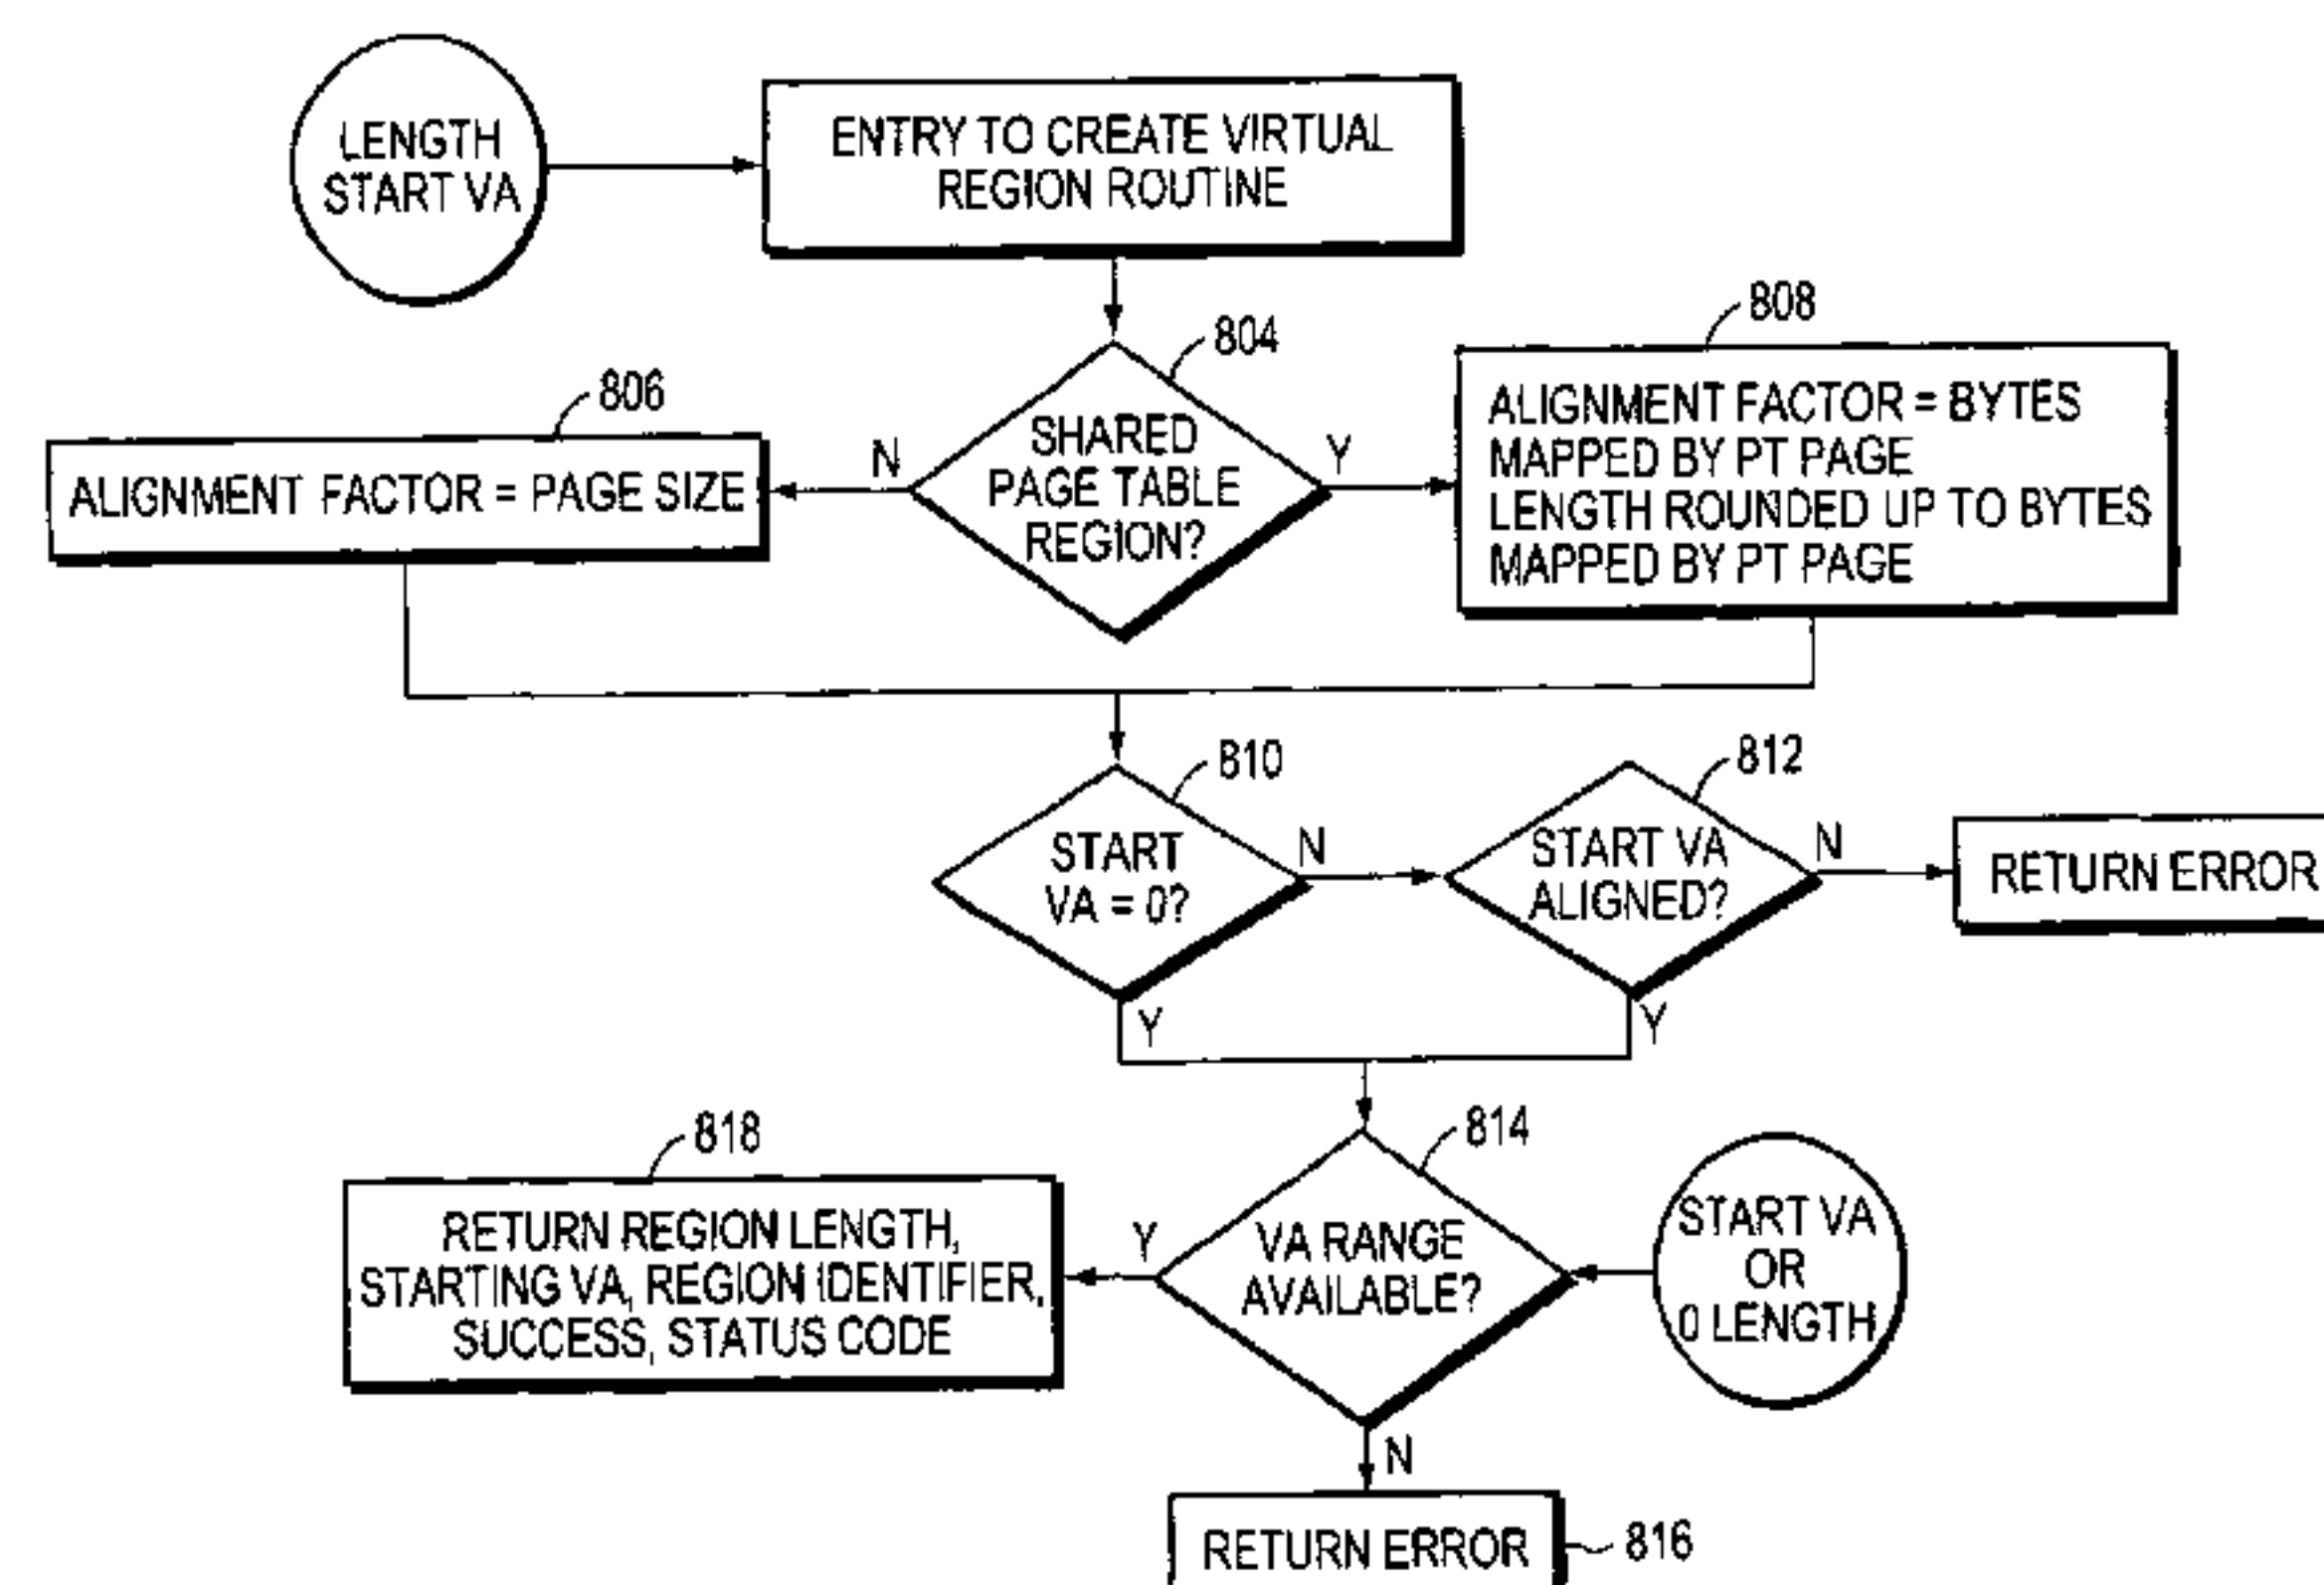 LENGTH
START VA
ENTRY TO CREATE VIRTUAL
REGION ROUTINE
804
808
806
SHARED
PAGE TABLE
REGION?
N
Y
ALIGNMENT FACTOR = PAGE SIZE
ALIGNMENT FACTOR = BYTES
MAPPED BY PT PAGE
LENGTH ROUNDED UP TO BYTES
MAPPED BY PT PAGE
810
812
START
VA = 0?
N
START VA
ALIGNED?
N
RETURN ERROR
Y
Y
818
814
RETURN REGION LENGTH,
STARTING VA, REGION IDENTIFIER,
SUCCESS, STATUS CODE
Y
VA RANGE
AVAILABLE?
START VA
OR
0 LENGTH
N
RETURN ERROR
816